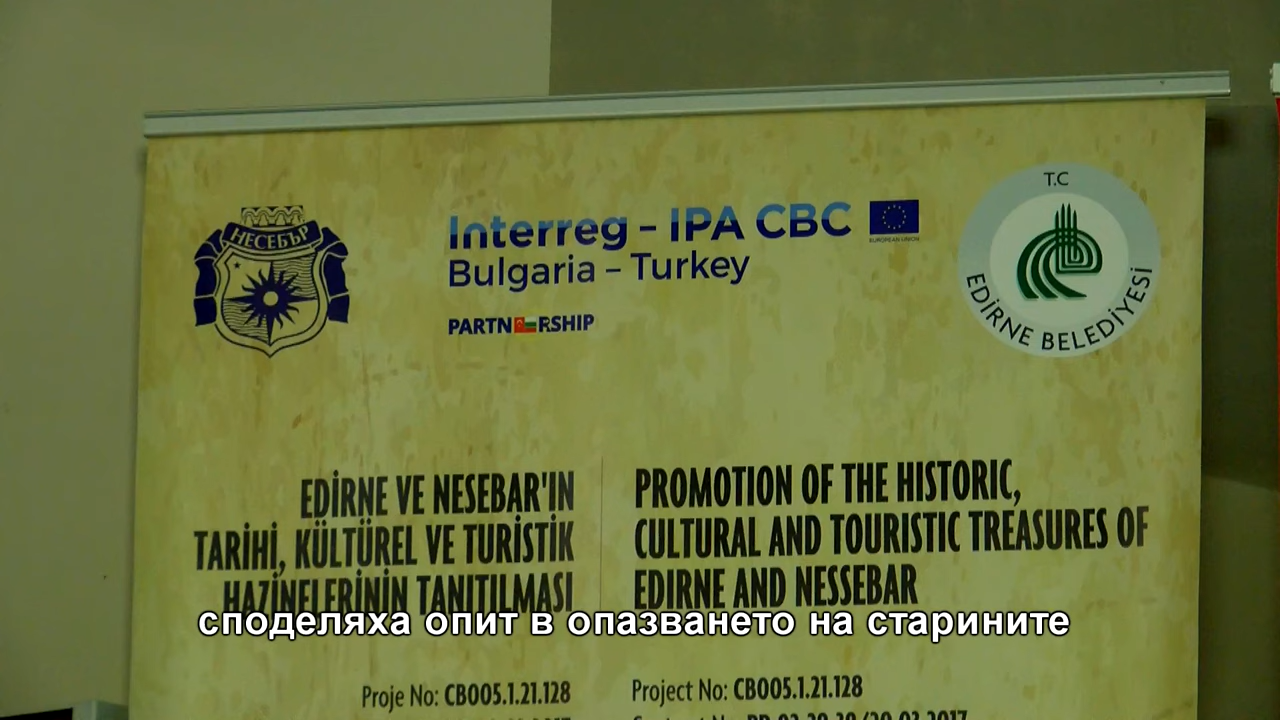 НЕСЕБЪР
Interreg – IPA CBC
EUROPEAN UNION
Bulgaria – Turkey
PARTNERSHIP
T.C
EDİRNE BELEDİYESİ
EDİRNE VE NESEBAR'IN
TARİHİ, KÜLTÜREL VE TURİSTİK
HAZİNELERİNİN TANITILMASI
PROMOTION OF THE HISTORIC,
CULTURAL AND TOURISTIC TREASURES OF
EDIRNE AND NESSEBAR
споделяха опит в опазването на старините
Proje No: CB005.1.21.128
Project No: CB005.1.21.128